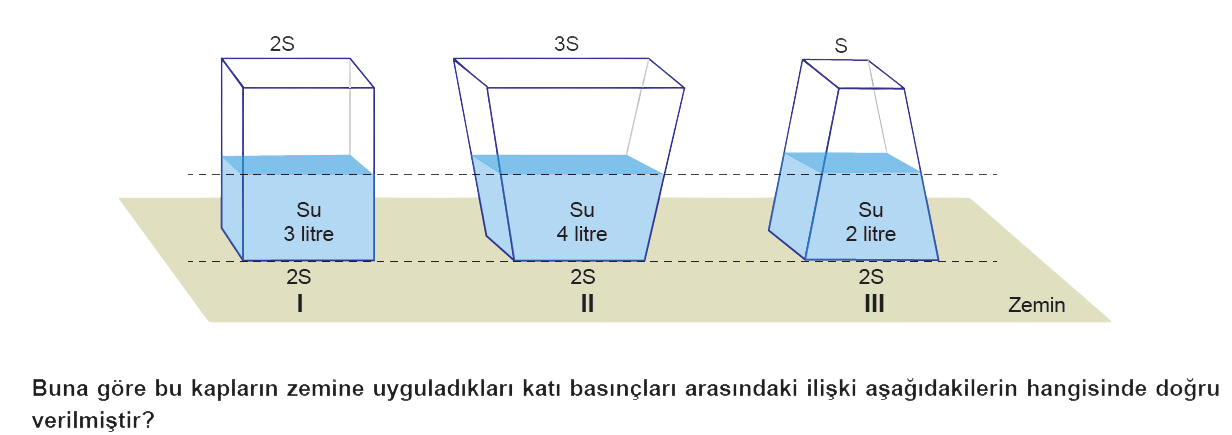 2S
3S
S
Su
3 litre
Su
4 litre
Su
2 litre
2S
2S
2S
I
II
III
Zemin
Buna göre bu kapların zemine uyguladıkları katı basınçları arasındaki ilişki aşağıdakilerin hangisinde doğru
verilmiştir?